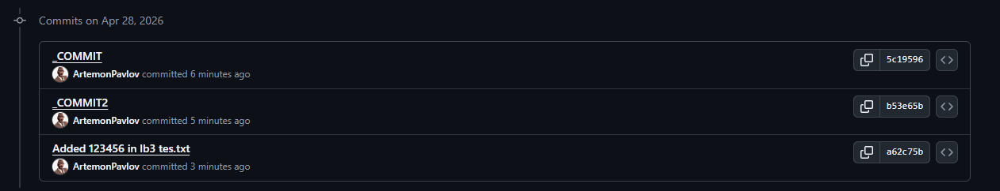 Commits on Apr 28, 2026
_COMMIT
5c19596
ArtemonPavlov committed 6 minutes ago
_COMMIT2
b53e65b
ArtemonPavlov committed 5 minutes ago
Added 123456 in lb3 tes.txt
a62c75b
ArtemonPavlov committed 3 minutes ago